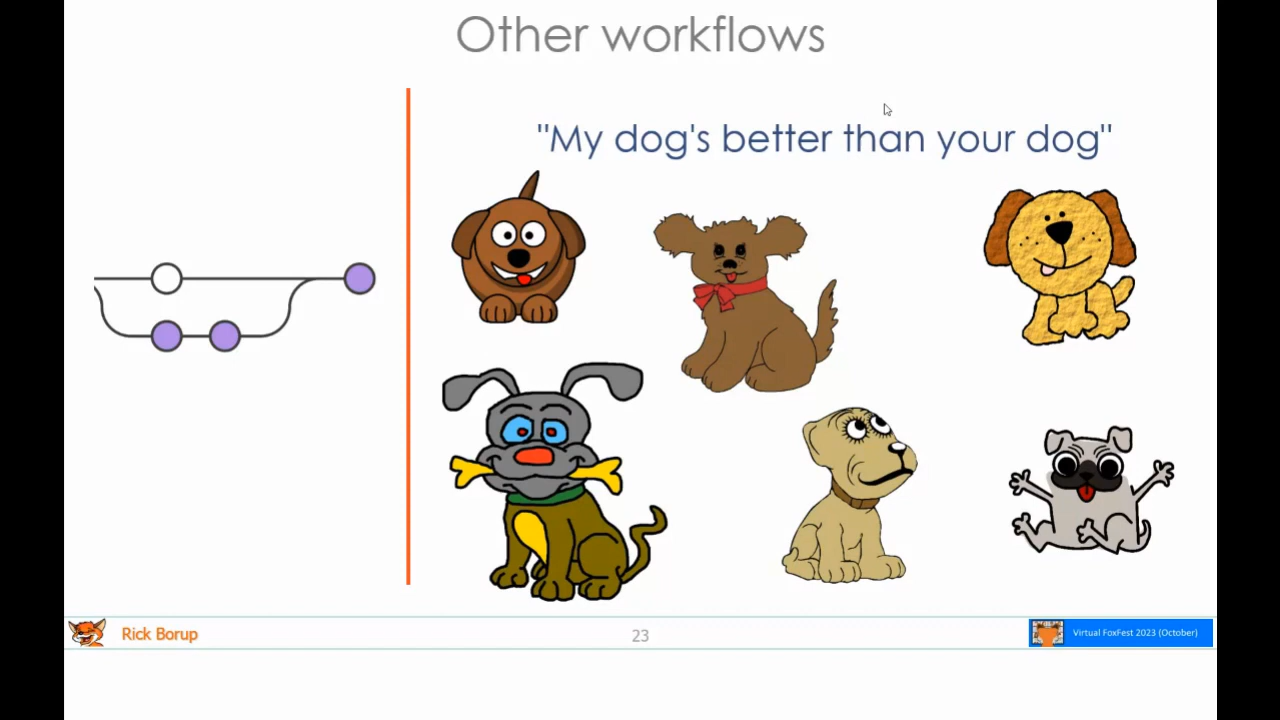 Other workflows
"My dog's better than your dog"
Rick Borup
23
Virtual FoxFest 2023 (October)